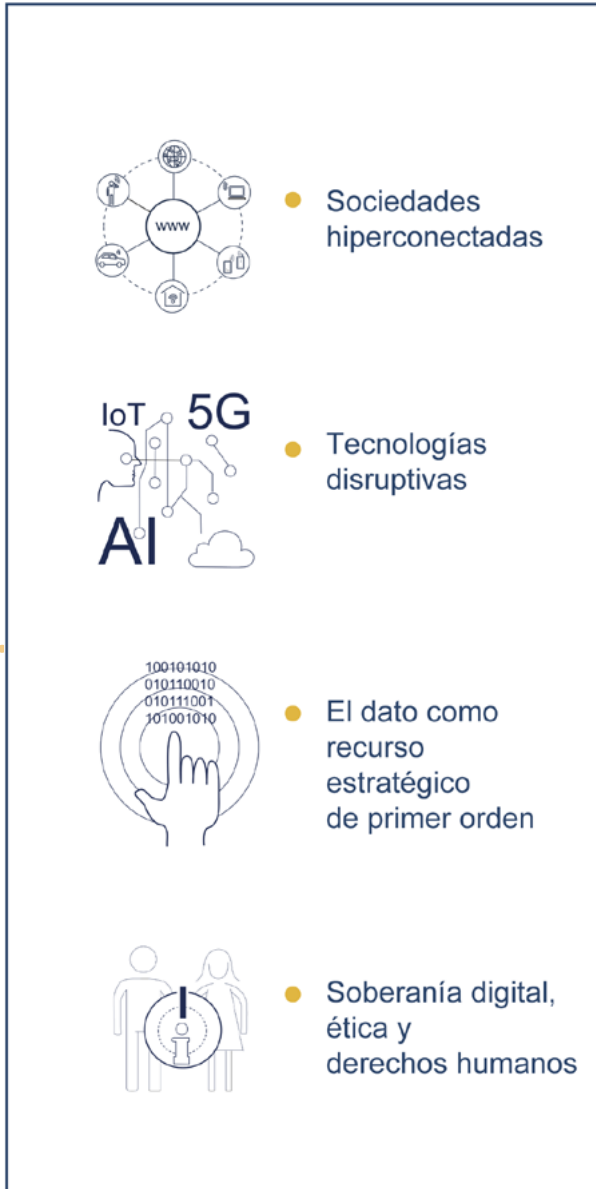 www
Sociedades
hiperconectadas
IoT 5G
AI
Tecnologías
disruptivas
100101010
010110010
010111001
101001010
El dato como
recurso
estratégico
de primer orden
i
Soberanía digital,
ética y
derechos humanos